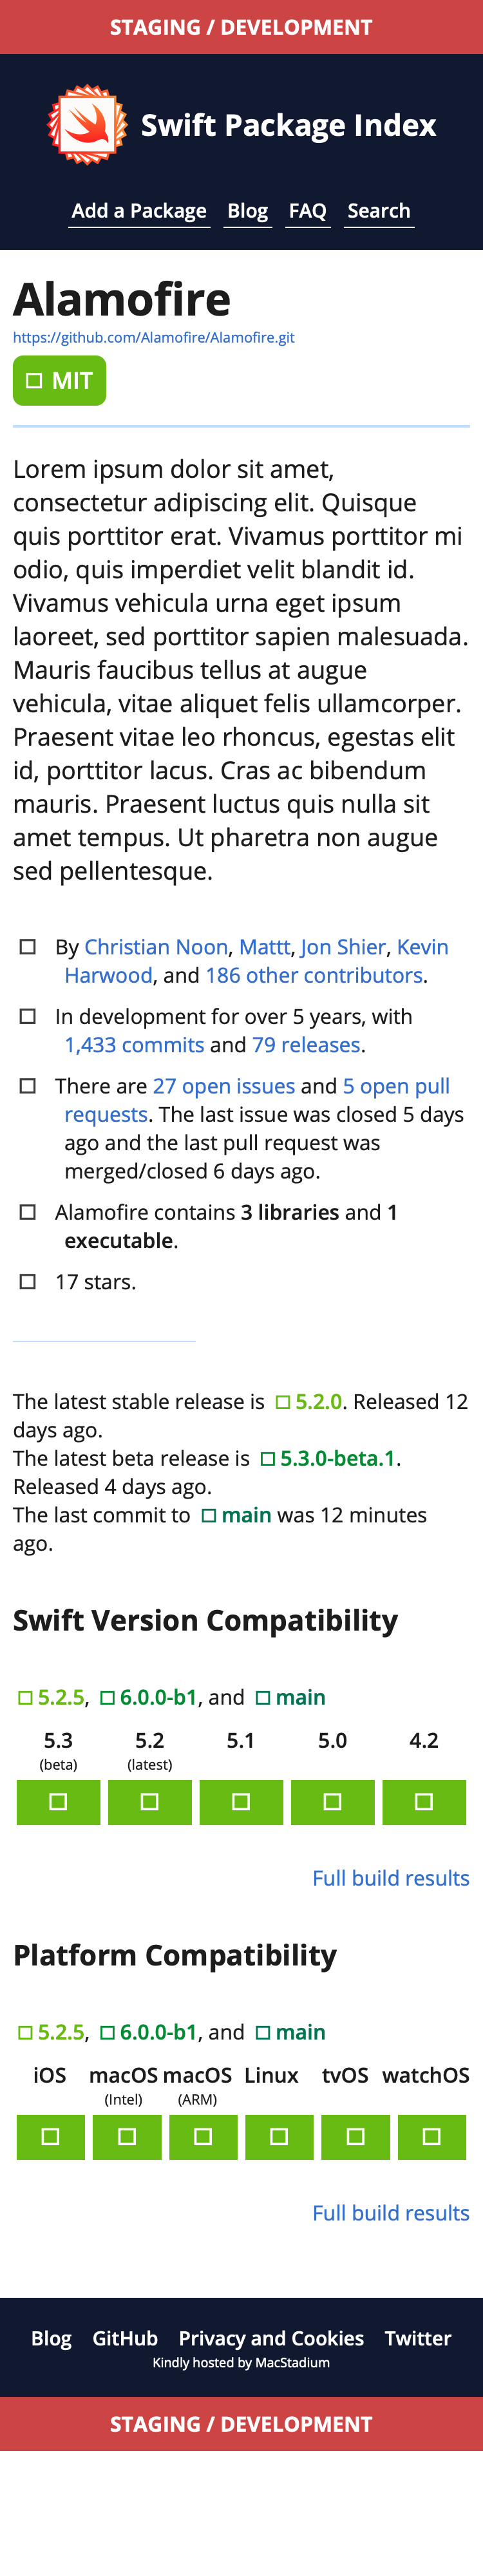 STAGING / DEVELOPMENT
Swift Package Index
Add a Package Blog FAQ Search
Alamofire
https://github.com/Alamofire/Alamofire.git
MIT
Lorem ipsum dolor sit amet,
consectetur adipiscing elit. Quisque
quis porttitor erat. Vivamus porttitor mi
odio, quis imperdiet velit blandit id.
Vivamus vehicula urna eget ipsum
laoreet, sed porttitor sapien malesuada.
Mauris faucibus tellus at augue
vehicula, vitae aliquet felis ullamcorper.
Praesent vitae leo rhoncus, egestas elit
id, porttitor lacus. Cras ac bibendum
mauris. Praesent luctus quis nulla sit
amet tempus. Ut pharetra non augue
sed pellentesque.
By Christian Noon, Mattt, Jon Shier, Kevin
Harwood, and 186 other contributors.
In development for over 5 years, with
1,433 commits and 79 releases.
There are 27 open issues and 5 open pull
requests. The last issue was closed 5 days
ago and the last pull request was
merged/closed 6 days ago.
Alamofire contains 3 libraries and 1
executable.
17 stars.
The latest stable release is 5.2.0. Released 12
days ago.
The latest beta release is 5.3.0-beta.1.
Released 4 days ago.
The last commit to main was 12 minutes
ago.
Swift Version Compatibility
5.2.5, 6.0.0-b1, and main
5.3 5.2 5.1 5.0 4.2
(beta) (latest)
Full build results
Platform Compatibility
5.2.5, 6.0.0-b1, and main
iOS macOS macOS Linux tvOS watchOS
(Intel) (ARM)
Full build results
Blog GitHub Privacy and Cookies Twitter
Kindly hosted by MacStadium
STAGING / DEVELOPMENT